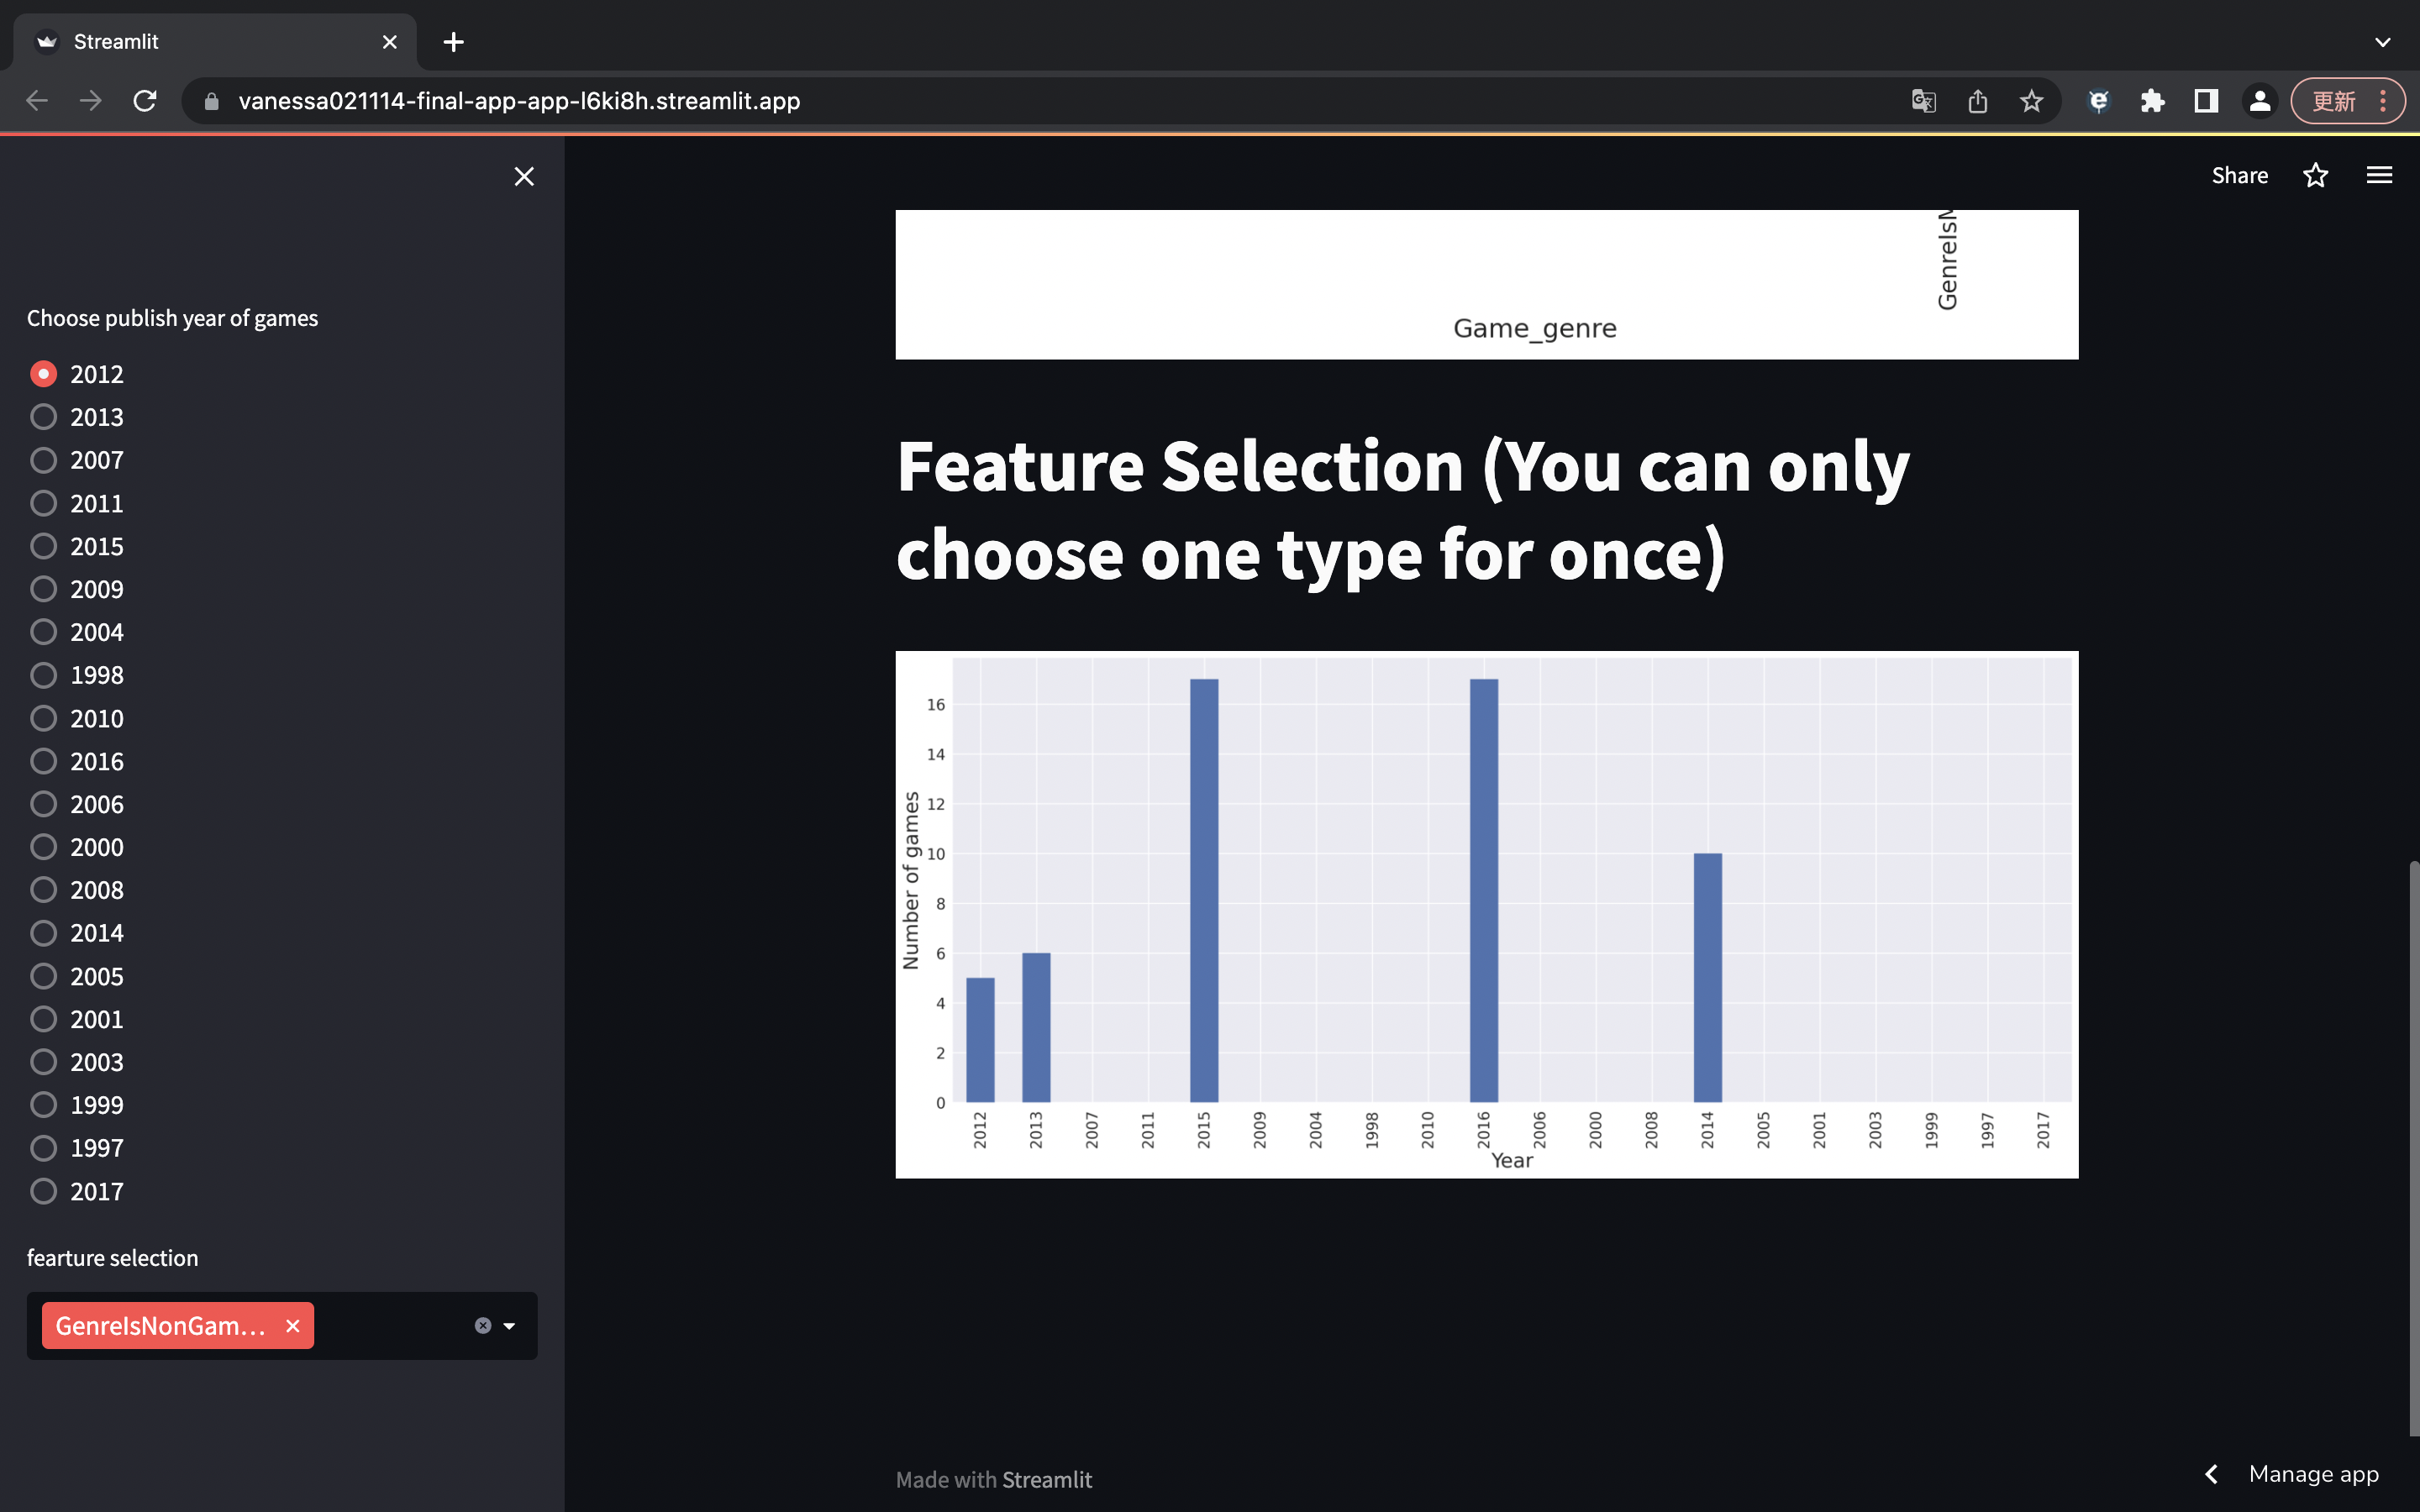 Streamlit
vanessa021114-final-app-app-l6ki8h.streamlit.app
更新
Share
Choose publish year of games
2012
2013
2007
2011
2015
2009
2004
1998
2010
2016
2006
2000
2008
2014
2005
2001
2003
1999
1997
2017
fearture selection
GenreIsNonGam...
GenreIsM
Game_genre
Feature Selection (You can only
choose one type for once)
Number of games
16
14
12
10
8
6
4
2
0
2012 2013 2007 2011 2015 2009 2004 1998 2010 2016 2006 2000 2008 2014 2005 2001 2003 1999 1997 2017
Year
Made with Streamlit
Manage app